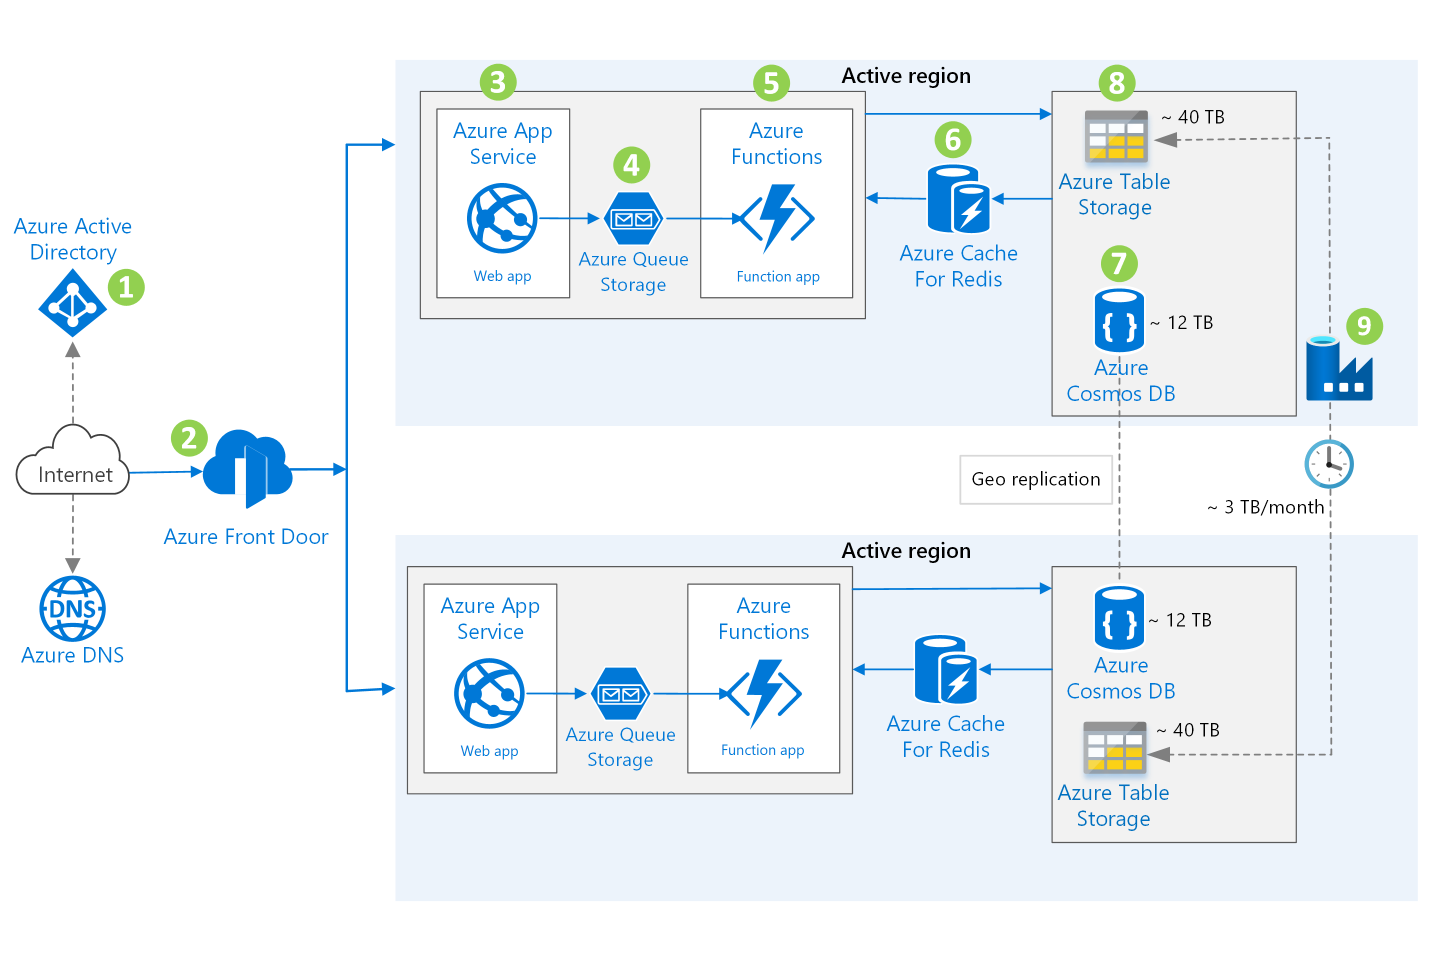 Active region
3
5
8
Azure App
Service
Azure
Functions
4
6
~ 40 TB
Azure Table
Storage
Web app
Azure Queue
Storage
Function app
Azure Cache
For Redis
7
~ 12 TB
Azure
Cosmos DB
9
Azure Active
Directory
1
2
Internet
Azure Front Door
DNS
Azure DNS
Geo replication
~ 3 TB/month
Active region
Azure App
Service
Azure
Functions
Web app
Azure Queue
Storage
Function app
Azure Cache
For Redis
~ 12 TB
Azure
Cosmos DB
~ 40 TB
Azure Table
Storage